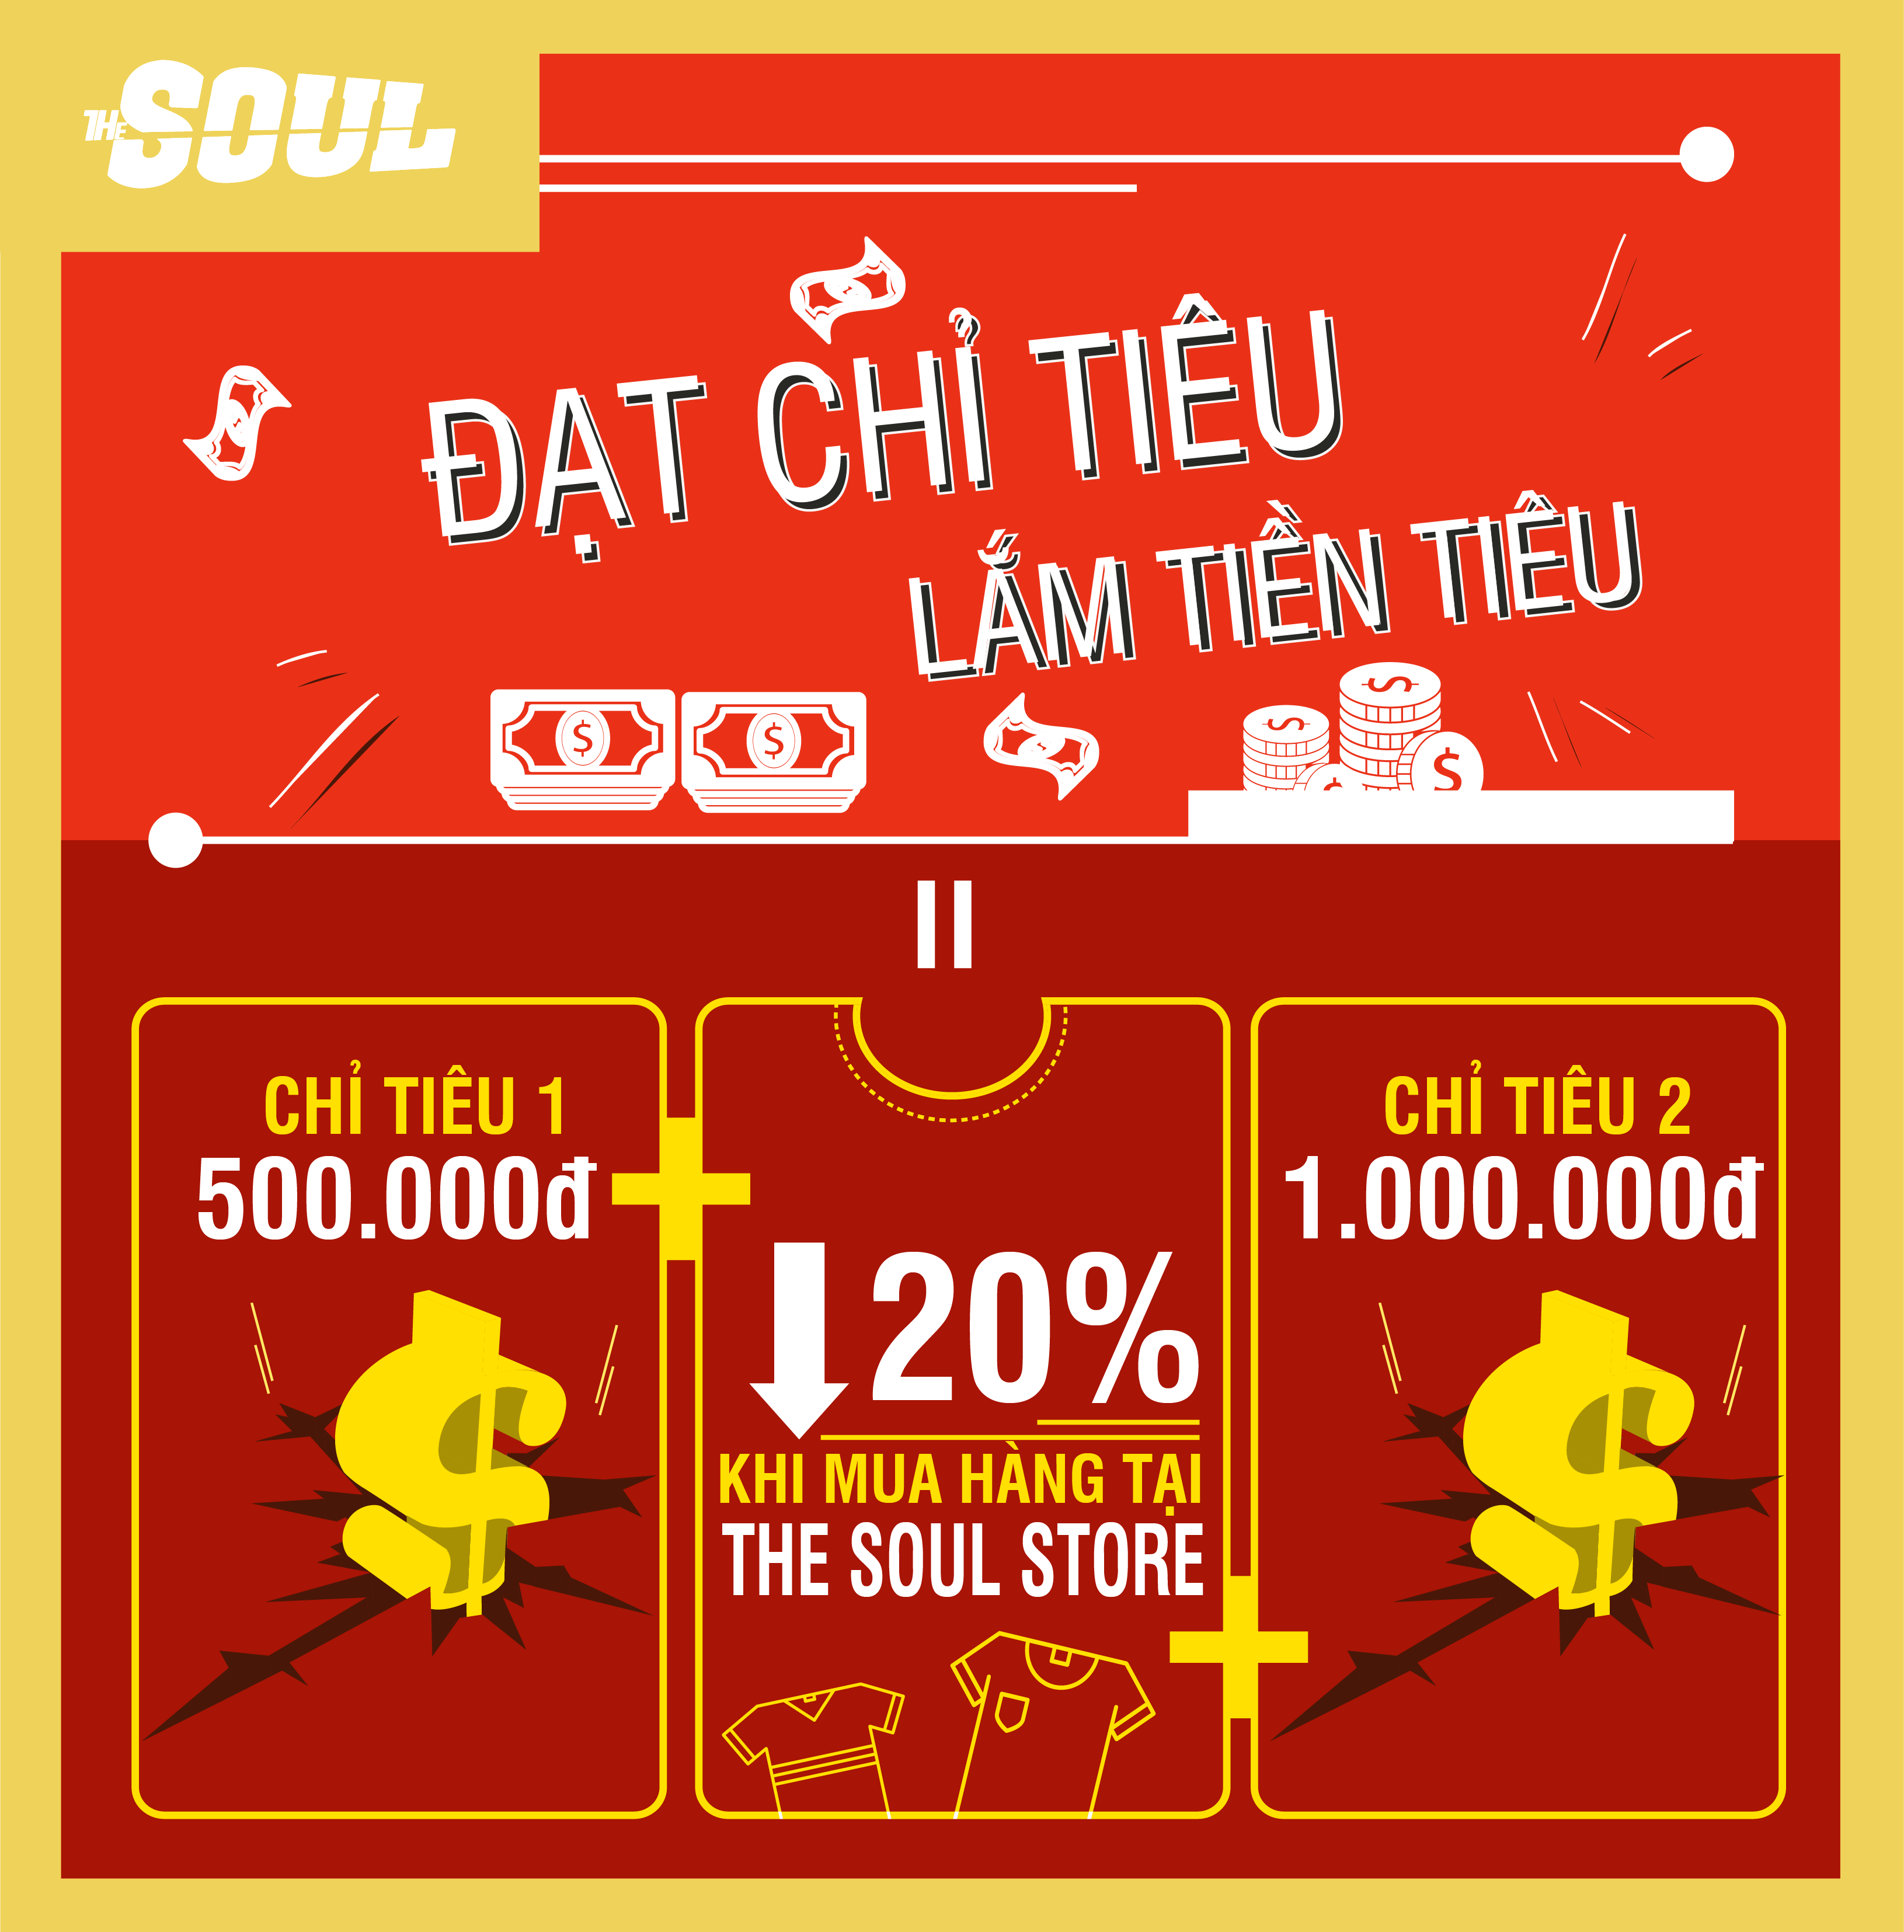 THE SOUL
ĐẠT CHỈ TIÊU
LẮM TIỀN TIÊU
CHỈ TIÊU 1
500.000đ
20%
KHI MUA HÀNG TẠI
THE SOUL STORE
CHỈ TIÊU 2
1.000.000đ